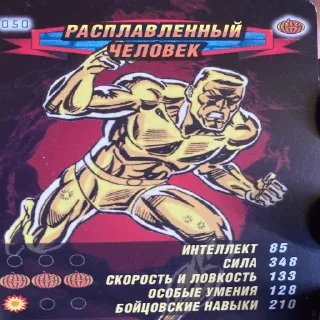 050
РАСПЛАВЛЕННЫЙ
ЧЕЛОВЕК
ИНТЕЛЛЕКТ 85
СИЛА 348
СКОРОСТЬ И ЛОВКОСТЬ 133
ОСОБЫЕ УМЕНИЯ 128
БОЙЦОВСКИЕ НАВЫКИ 210